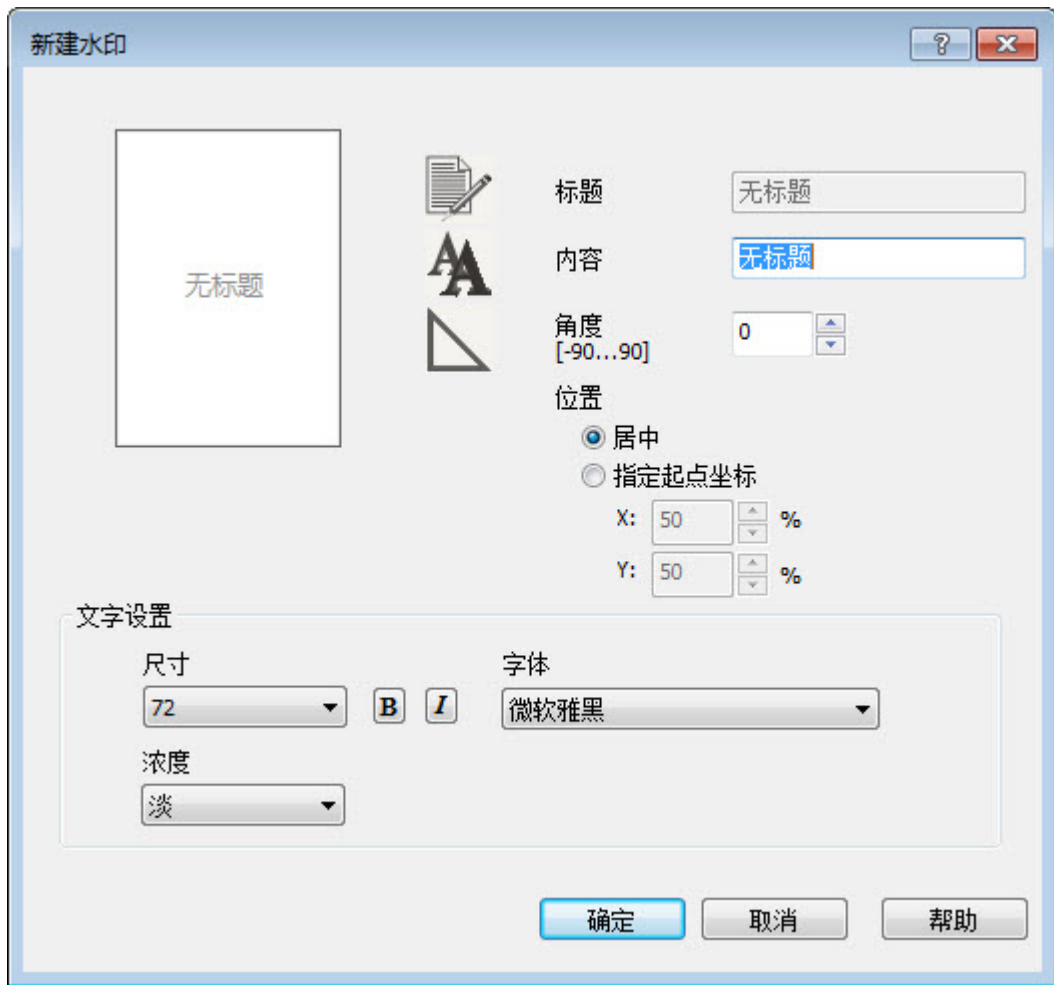 新建水印
?
无标题
标题 无标题
内容 无标题
角度 0
[-90...90]
位置
居中
指定起点坐标
X: 50 %
Y: 50 %
文字设置
尺寸 字体
72 B I 微软雅黑
浓度
淡
确定 取消 帮助